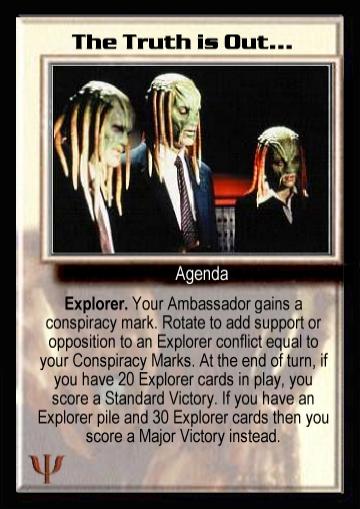 The Truth is Out...
Agenda
Explorer. Your Ambassador gains a
conspiracy mark. Rotate to add support or
opposition to an Explorer conflict equal to
your Conspiracy Marks. At the end of turn, if
you have 20 Explorer cards in play, you
score a Standard Victory. If you have an
Explorer pile and 30 Explorer cards then you
score a Major Victory instead.